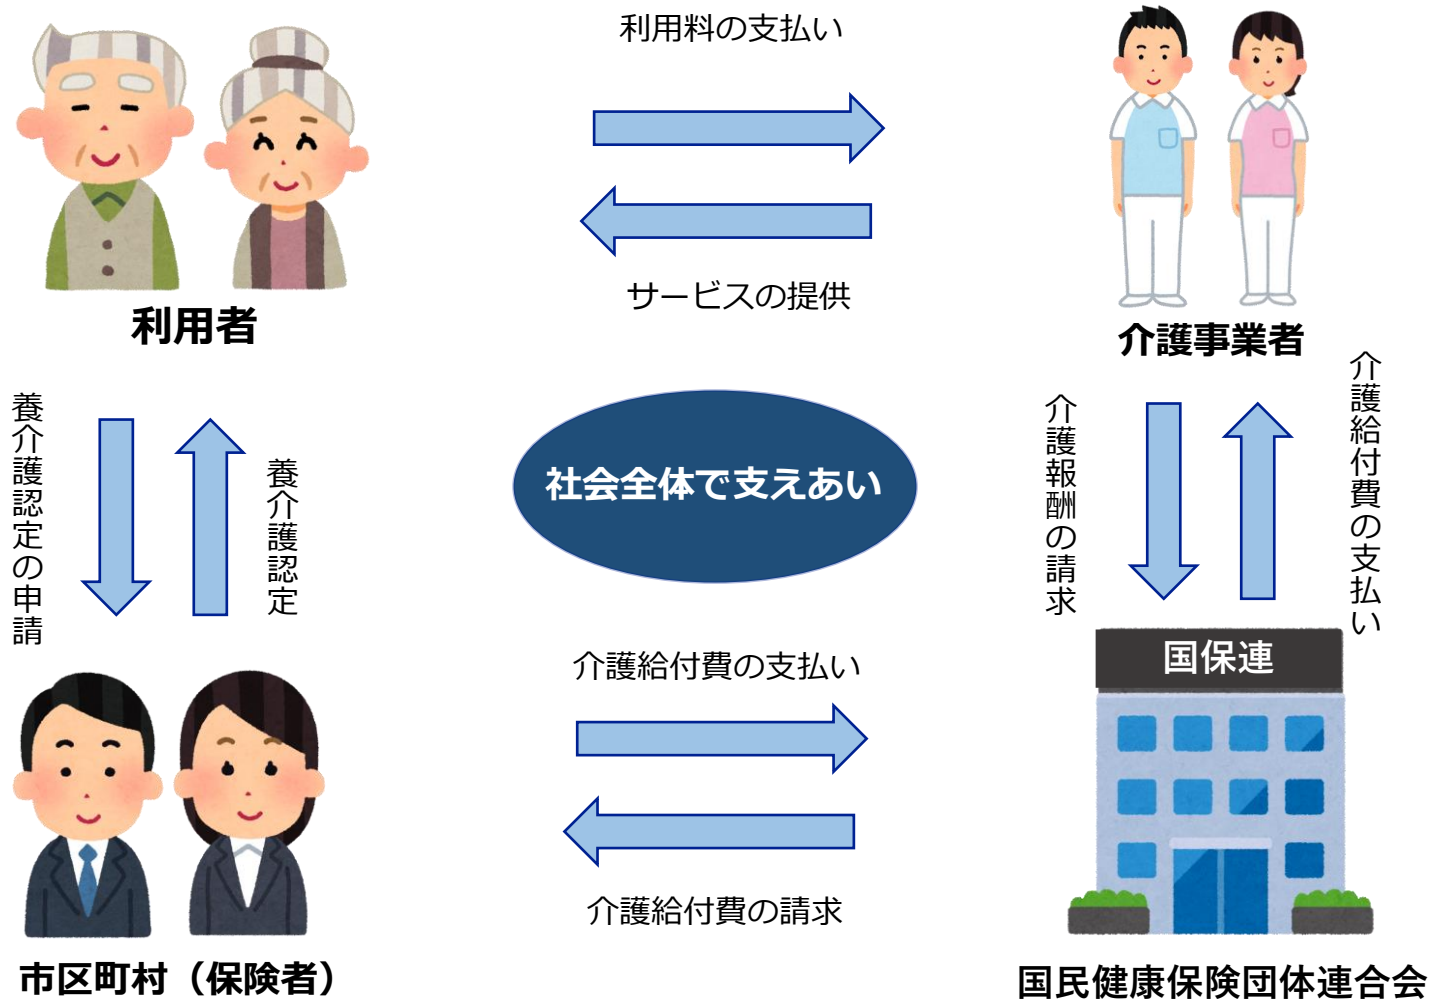 利用料の支払い
サービスの提供
利用者
介護事業者
養介護認定の申請
養介護認定
社会全体で支えあい
介護報酬の請求
介護給付費の支払い
国保連
介護給付費の支払い
介護給付費の請求
市区町村（保険者）
国民健康保険団体連合会